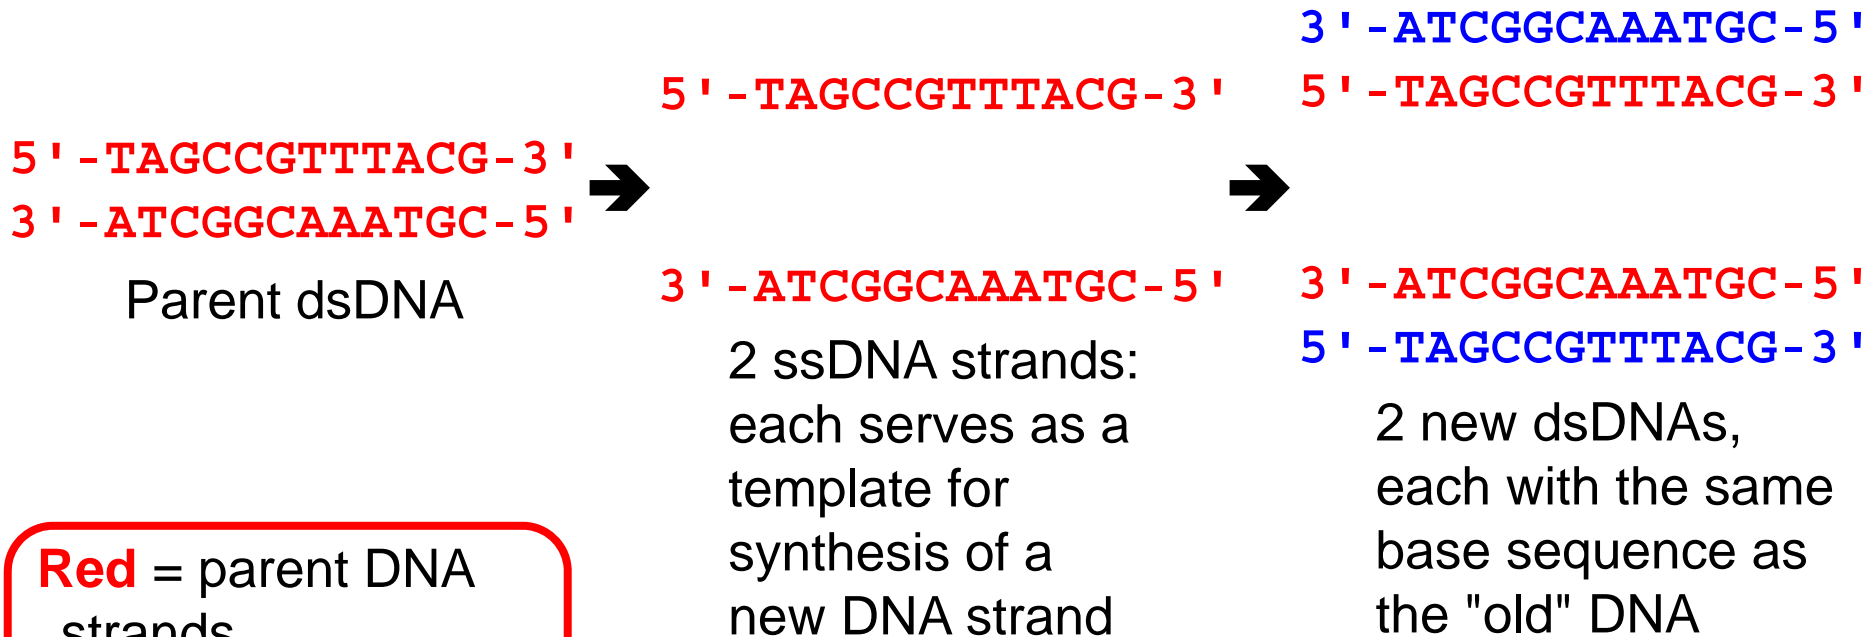 5'-TAGCCGTTTACG-3'
3'-ATCGGCAAATGC-5'
Parent dsDNA
Red = parent DNA
strands
5'-TAGCCGTTTACG-3'
3'-ATCGGCAAATGC-5'
2 ssDNA strands:
each serves as a
template for
synthesis of a
new DNA strand
3'-ATCGGCAAATGC-5'
5'-TAGCCGTTTACG-3'
3'-ATCGGCAAATGC-5'
5'-TAGCCGTTTACG-3'
2 new dsDNAs,
each with the same
base sequence as
the "old" DNA